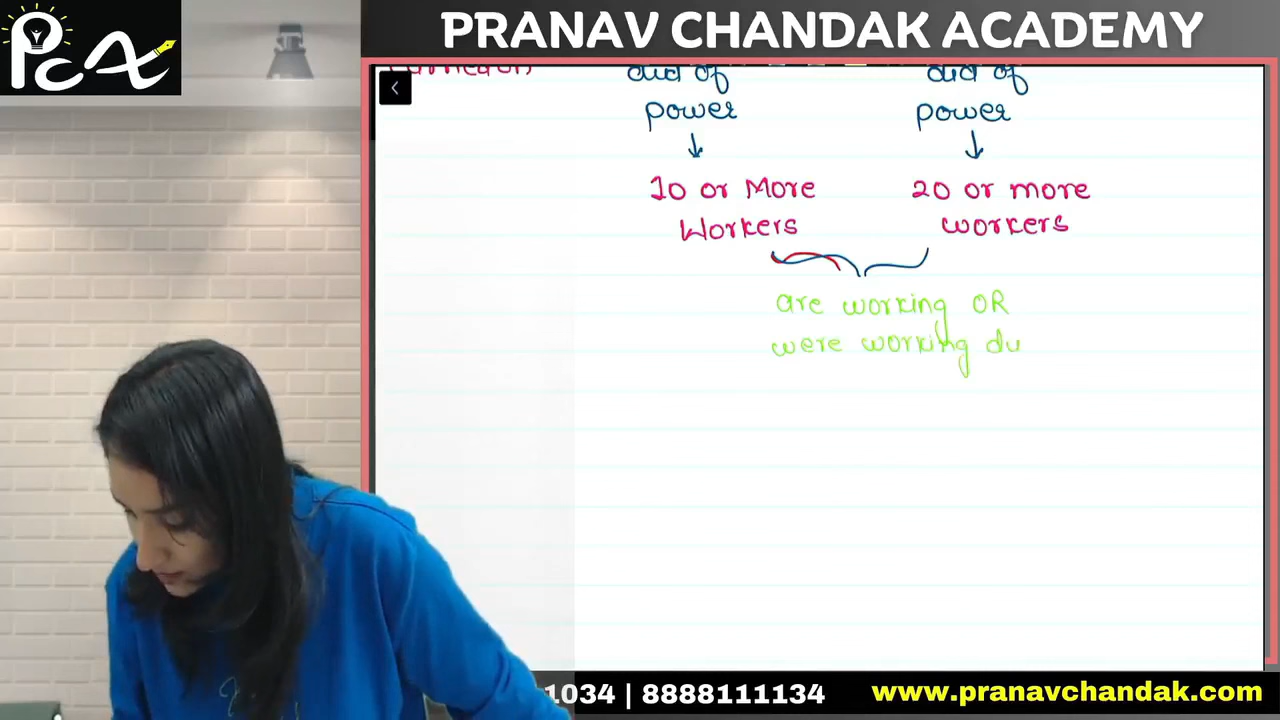 PCA
PRANAV CHANDAK ACADEMY
aid of
power
aid of
power
↓
↓
10 or More
Workers
20 or more
workers
are working OR
were working du
1034 | 8888111134
www.pranavchandak.com